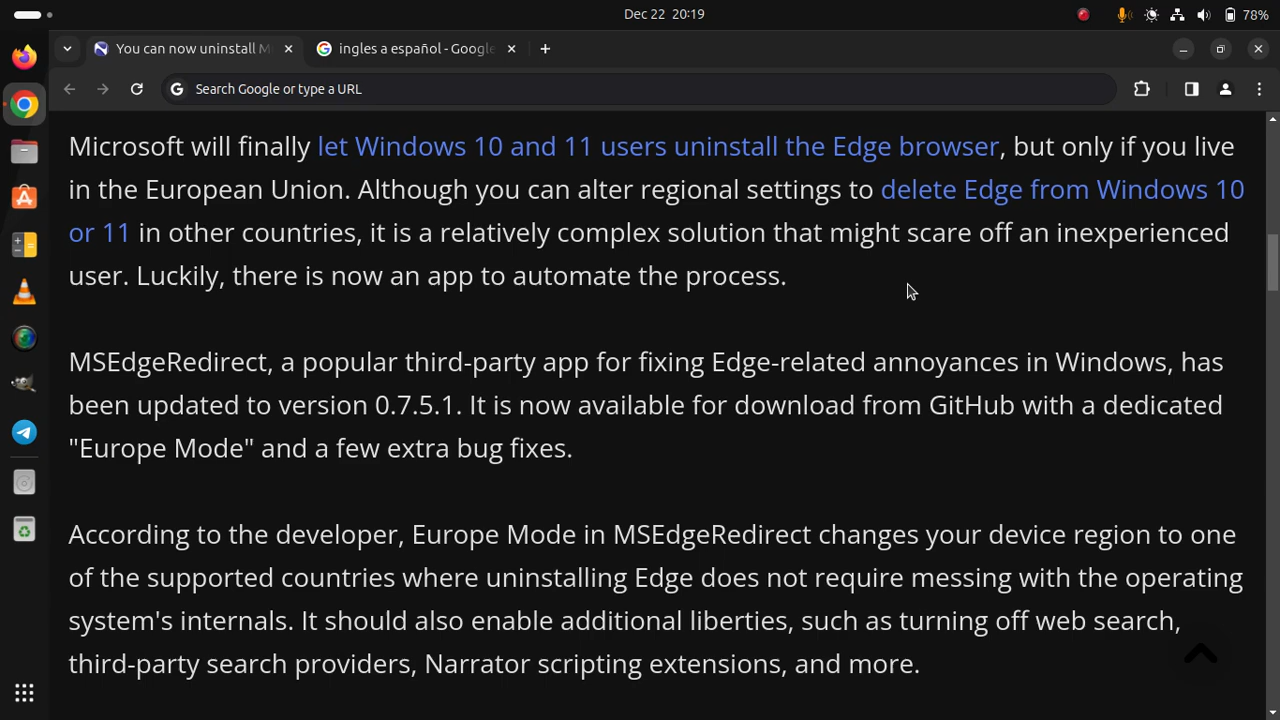 Dec 22 20:19
78%
You can now uninstall M
ingles a español - Google
Search Google or type a URL
Microsoft will finally let Windows 10 and 11 users uninstall the Edge browser, but only if you live
in the European Union. Although you can alter regional settings to delete Edge from Windows 10
or 11 in other countries, it is a relatively complex solution that might scare off an inexperienced
user. Luckily, there is now an app to automate the process.
MSEdgeRedirect, a popular third-party app for fixing Edge-related annoyances in Windows, has
been updated to version 0.7.5.1. It is now available for download from GitHub with a dedicated
"Europe Mode" and a few extra bug fixes.
According to the developer, Europe Mode in MSEdgeRedirect changes your device region to one
of the supported countries where uninstalling Edge does not require messing with the operating
system's internals. It should also enable additional liberties, such as turning off web search,
third-party search providers, Narrator scripting extensions, and more.